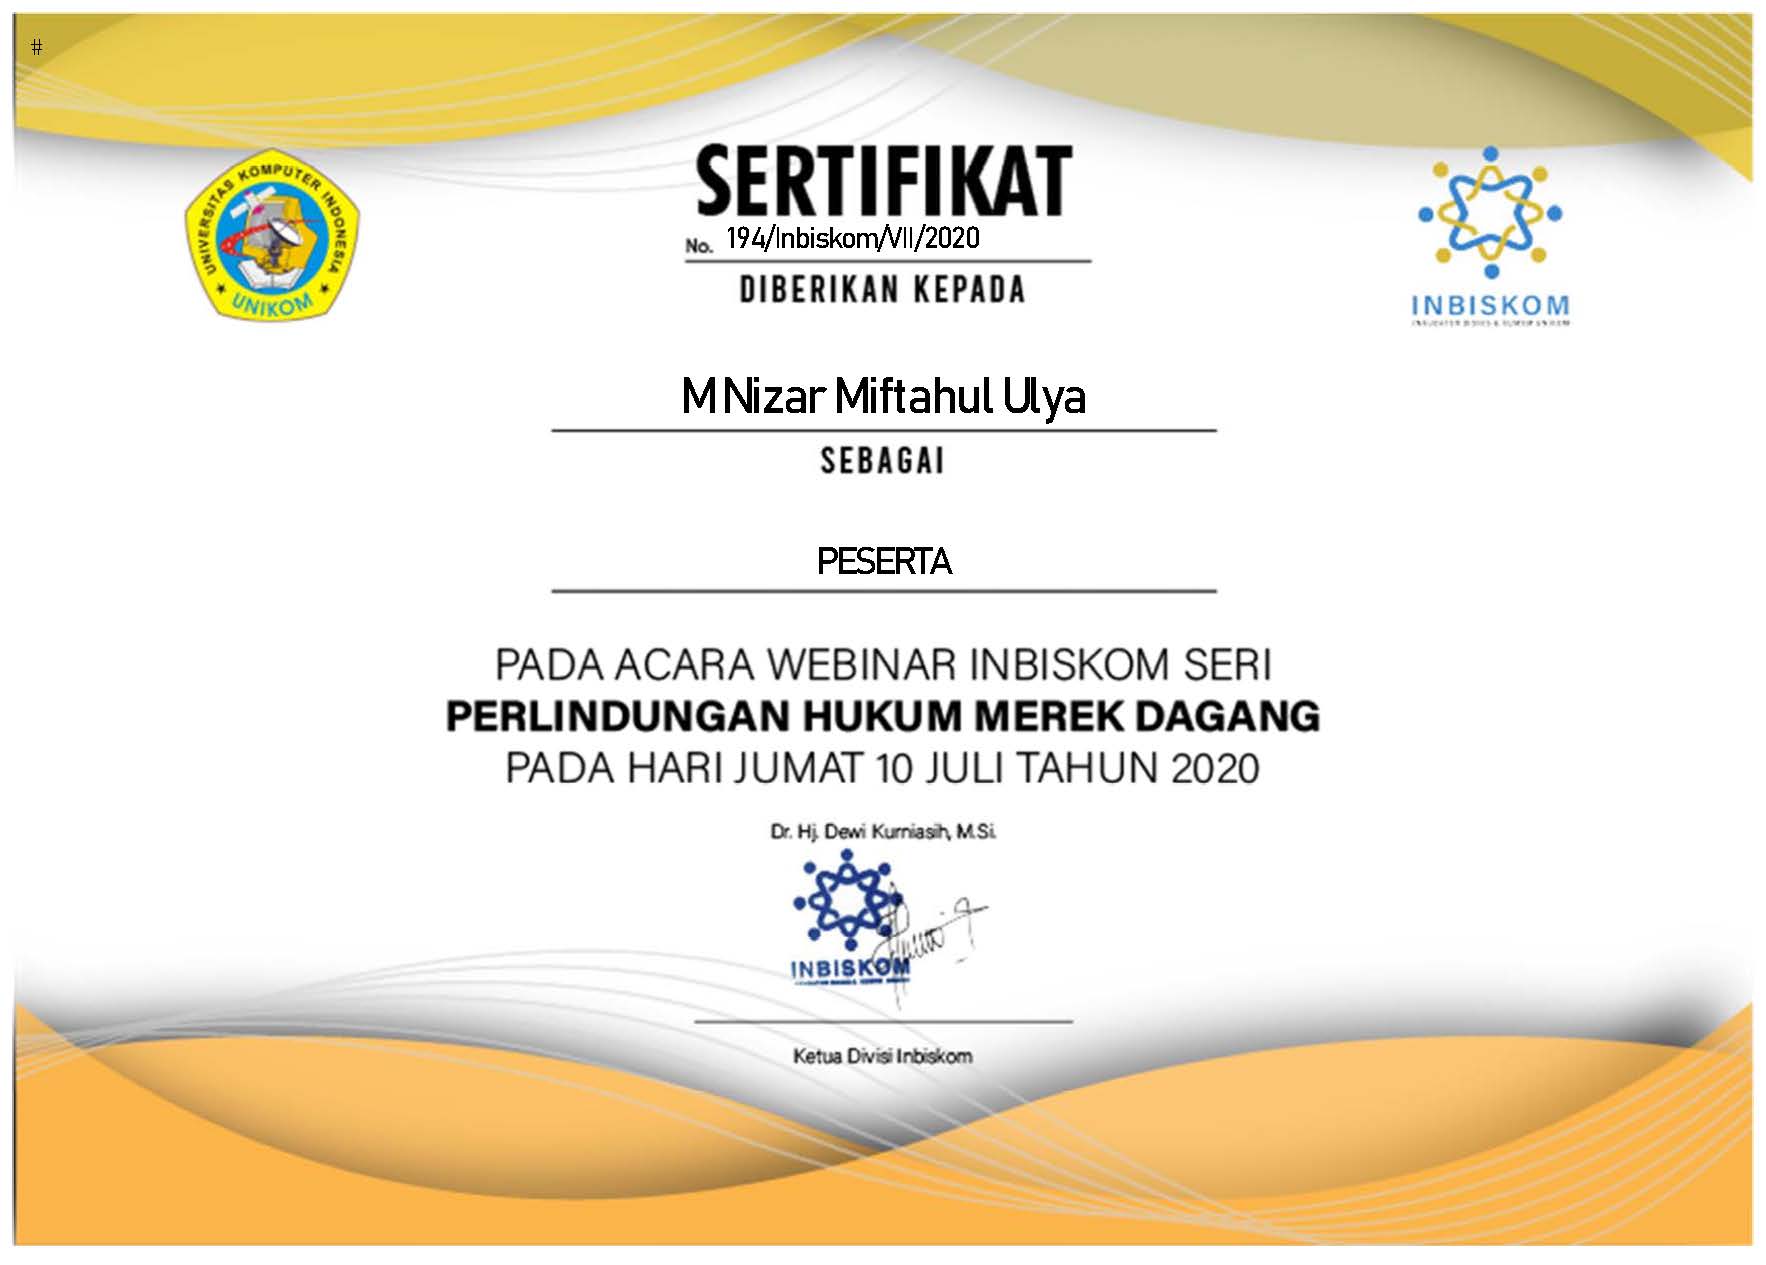 #
UNIVERSITAS KOMPUTER INDONESIA
UNIKOM
SERTIFIKAT
No. 194/Inbiskom/VII/2020
DIBERIKAN KEPADA
INBISKOM
M Nizar Miftahul Ulya
SEBAGAI
PESERTA
PADA ACARA WEBINAR INBISKOM SERI
PERLINDUNGAN HUKUM MEREK DAGANG
PADA HARI JUMAT 10 JULI TAHUN 2020
Dr. Hj. Dewi Kurniasih, M.Si.
INBISKOM
Ketua Divisi Inbiskom